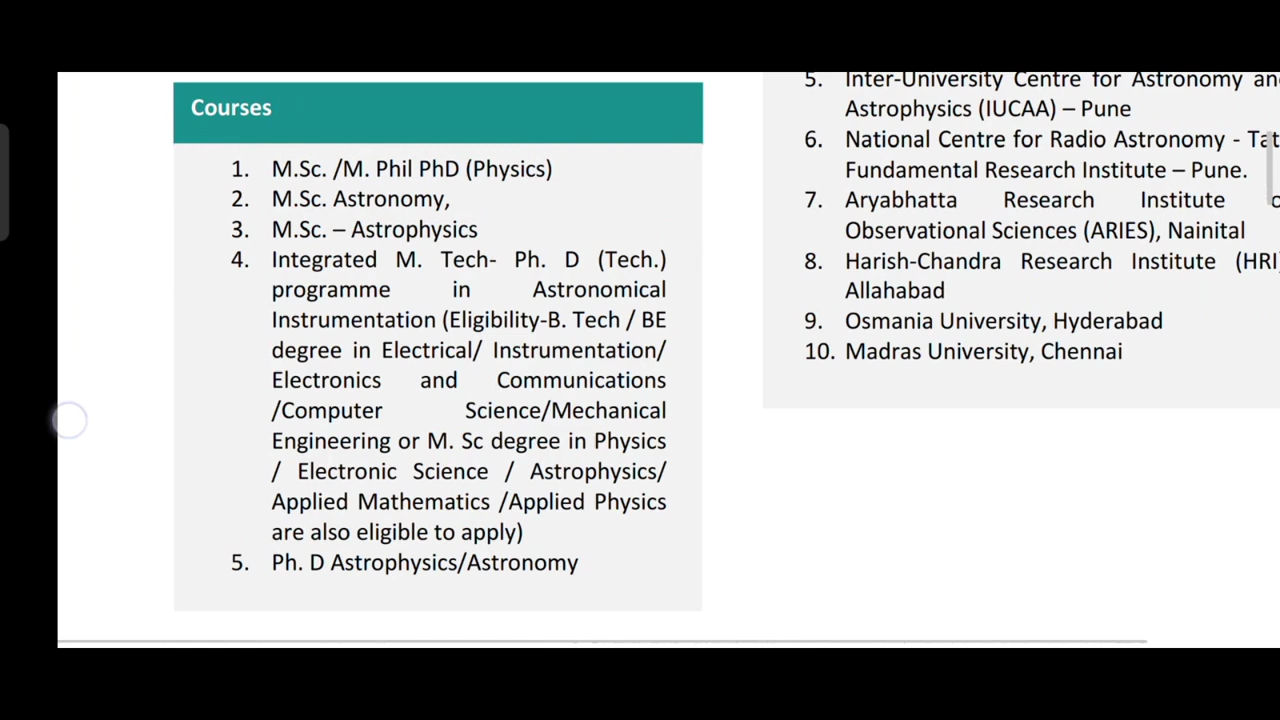 Courses
1. M.Sc. /M. Phil PhD (Physics)
2. M.Sc. Astronomy,
3. M.Sc. – Astrophysics
4. Integrated M. Tech- Ph. D (Tech.)
programme in Astronomical
Instrumentation (Eligibility-B. Tech / BE
degree in Electrical/ Instrumentation/
Electronics and Communications
/Computer Science/Mechanical
Engineering or M. Sc degree in Physics
/ Electronic Science / Astrophysics/
Applied Mathematics /Applied Physics
are also eligible to apply)
5. Ph. D Astrophysics/Astronomy
5. Inter-University Centre for Astronomy
Astrophysics (IUCAA) – Pune
6. National Centre for Radio Astronomy -
Fundamental Research Institute – Pune.
7. Aryabhatta Research Institute
Observational Sciences (ARIES), Nainital
8. Harish-Chandra Research Institute (HRI
Allahabad
9. Osmania University, Hyderabad
10. Madras University, Chennai